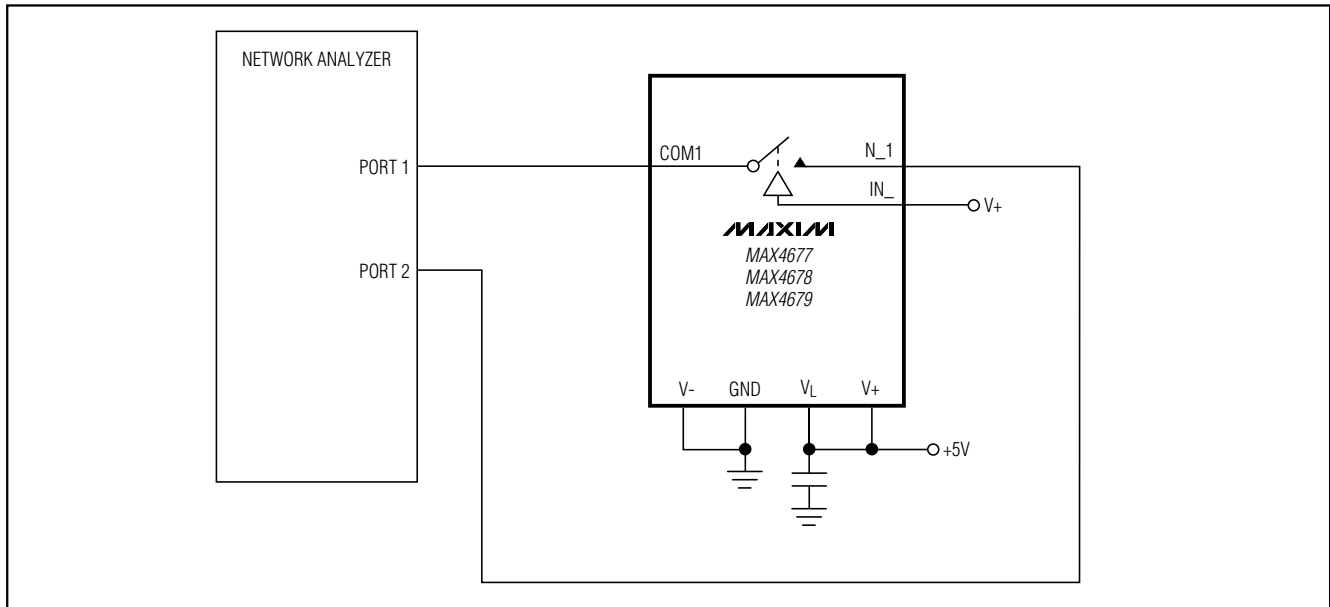 NETWORK ANALYZER
PORT 1
PORT 2
COM1
N_1
IN_
V+
MAXIM
MAX4677
MAX4678
MAX4679
V-
GND
VL
V+
+5V